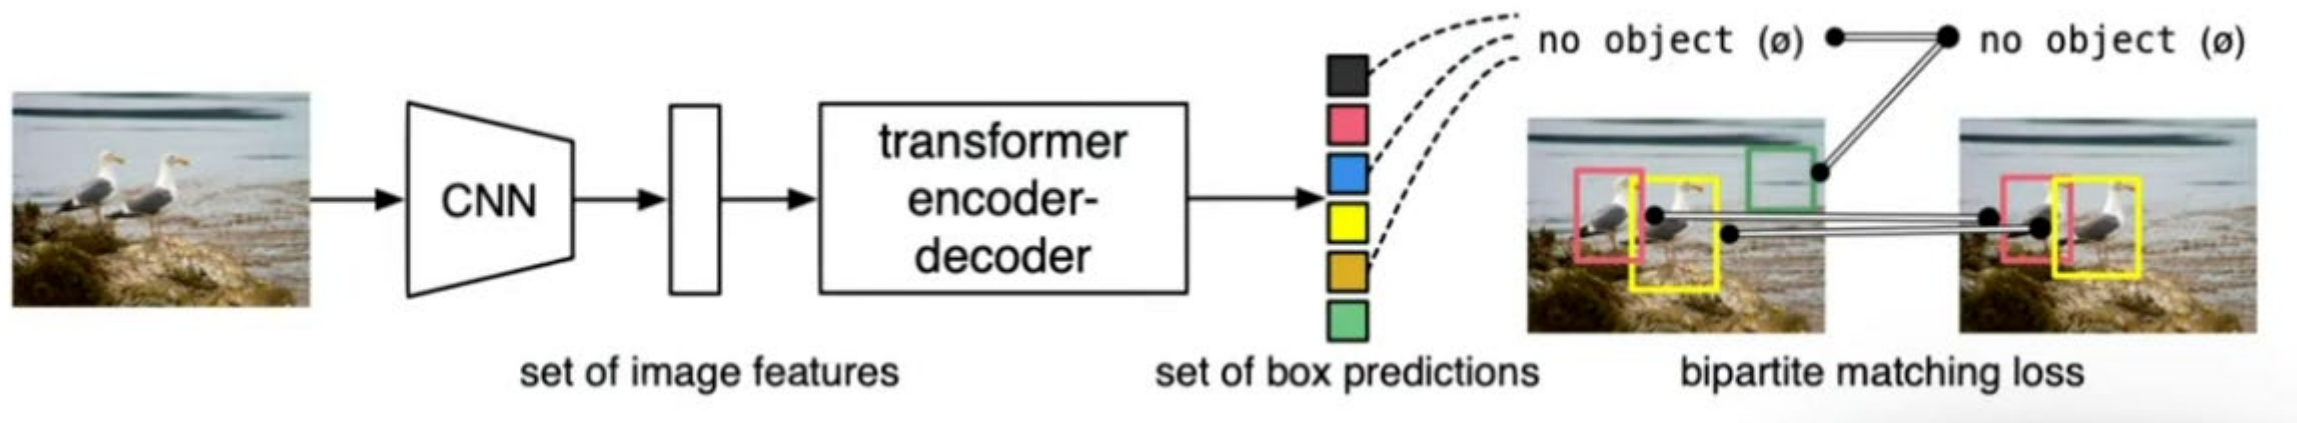 no object (ø)
no object (ø)
CNN
transformer
encoder-
decoder
set of image features
set of box predictions
bipartite matching loss